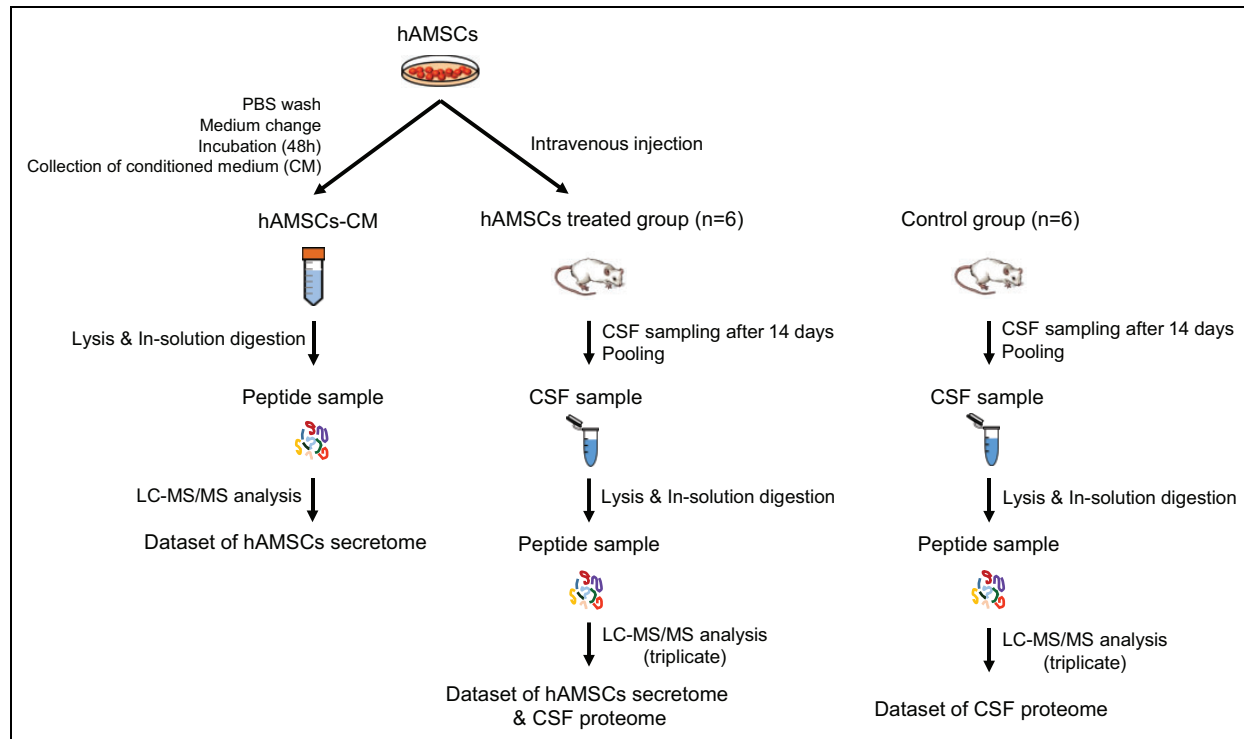 hAMSCs
PBS wash
Medium change
Incubation (48h)
Collection of conditioned medium (CM)
Intravenous injection
hAMSCs-CM
hAMSCs treated group (n=6)
Control group (n=6)
Lysis & In-solution digestion
CSF sampling after 14 days
Pooling
CSF sampling after 14 days
Pooling
Peptide sample
CSF sample
CSF sample
LC-MS/MS analysis
Lysis & In-solution digestion
Lysis & In-solution digestion
Dataset of hAMSCs secretome
Peptide sample
Peptide sample
LC-MS/MS analysis
(triplicate)
LC-MS/MS analysis
(triplicate)
Dataset of hAMSCs secretome
& CSF proteome
Dataset of CSF proteome